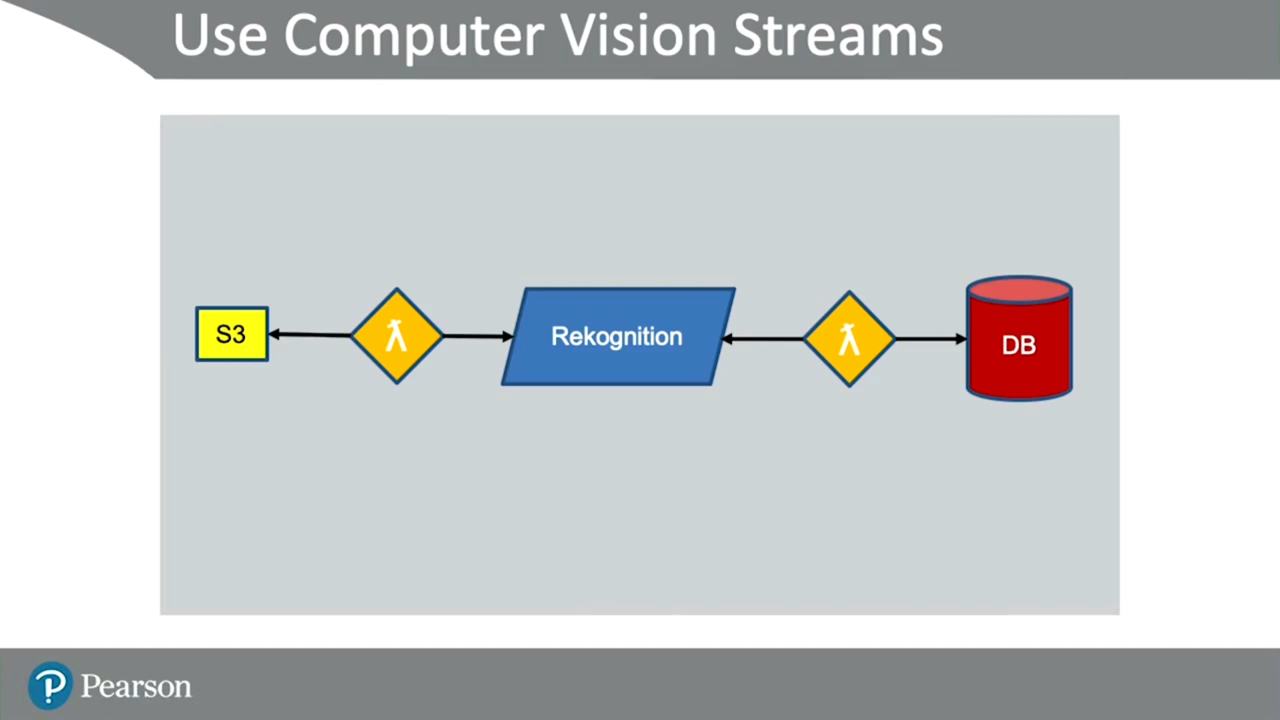 Use Computer Vision Streams
S3
λ
Rekognition
λ
DB
Pearson